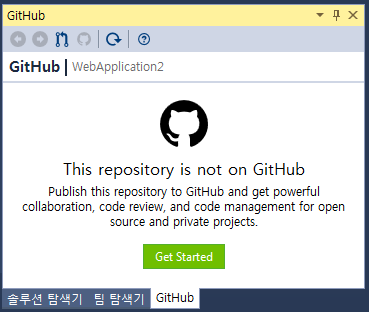 GitHub
GitHub | WebApplication2
This repository is not on GitHub
Publish this repository to GitHub and get powerful
collaboration, code review, and code management for open
source and private projects.
Get Started
솔루션 탐색기 팀 탐색기 GitHub